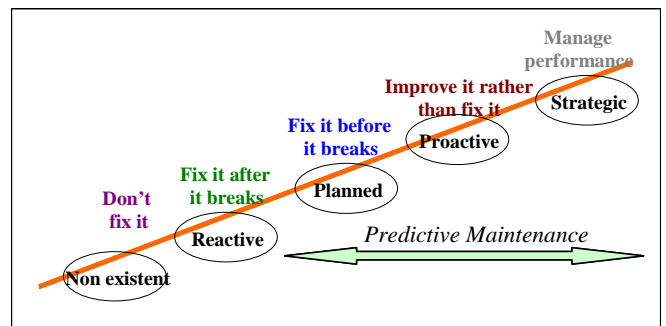 Manage
performance
Improve it rather
than fix it
Strategic
Fix it before
it breaks
Proactive
Fix it after
it breaks
Planned
Don't
fix it
Reactive
Predictive Maintenance
Non existent